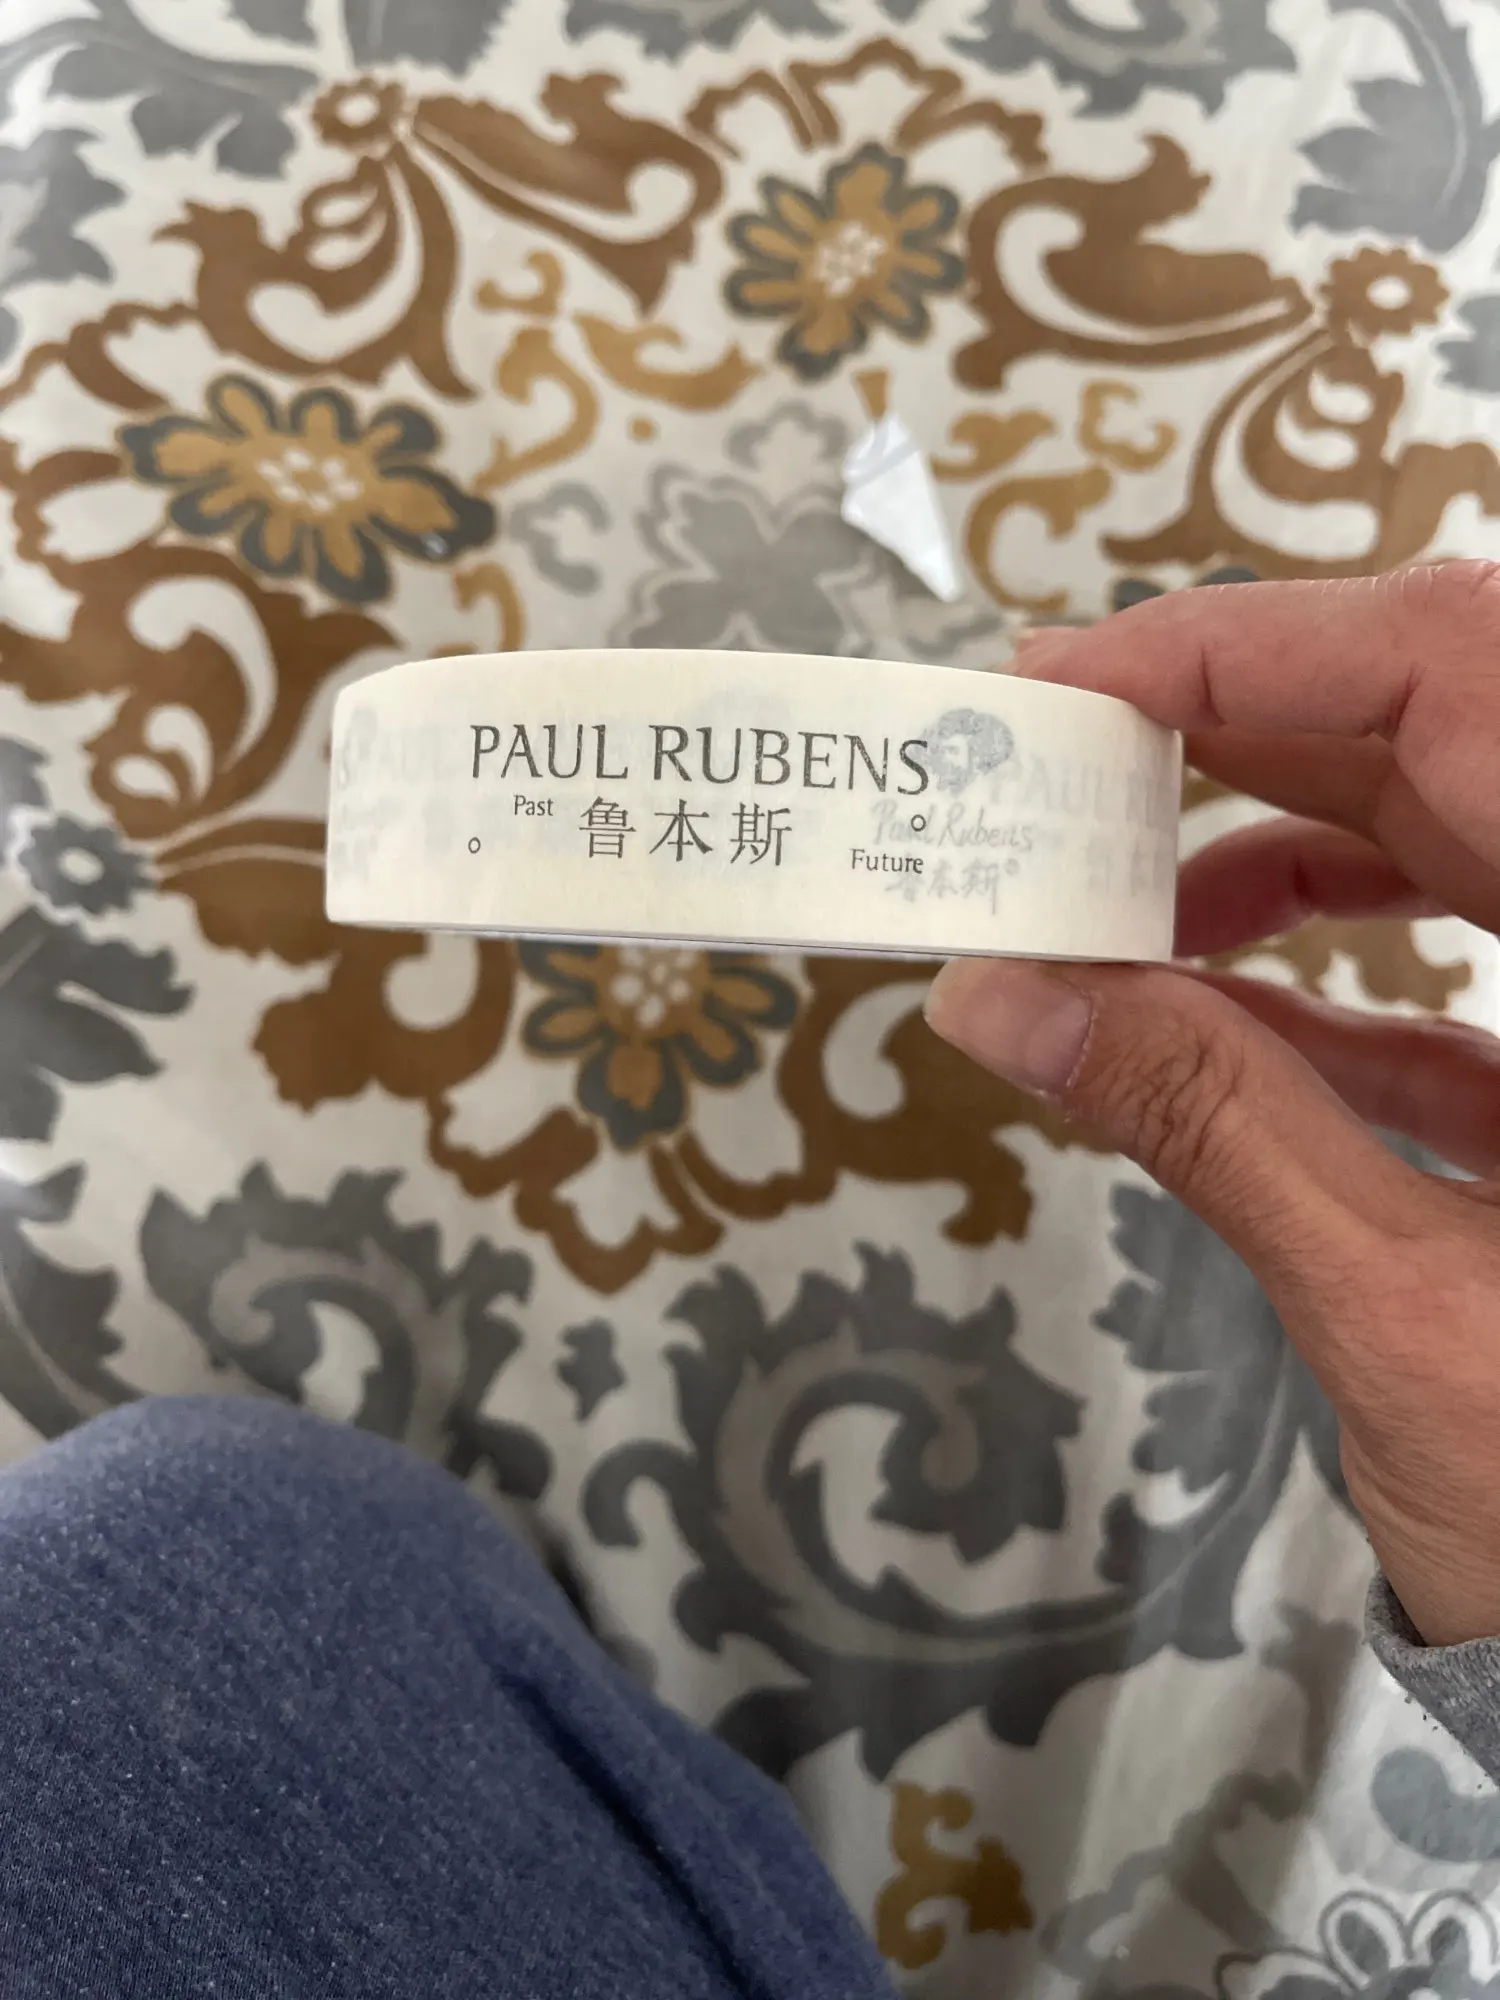 PAUL RUBENS
Past 鲁本斯 Future
Paul Rubens
鲁本斯